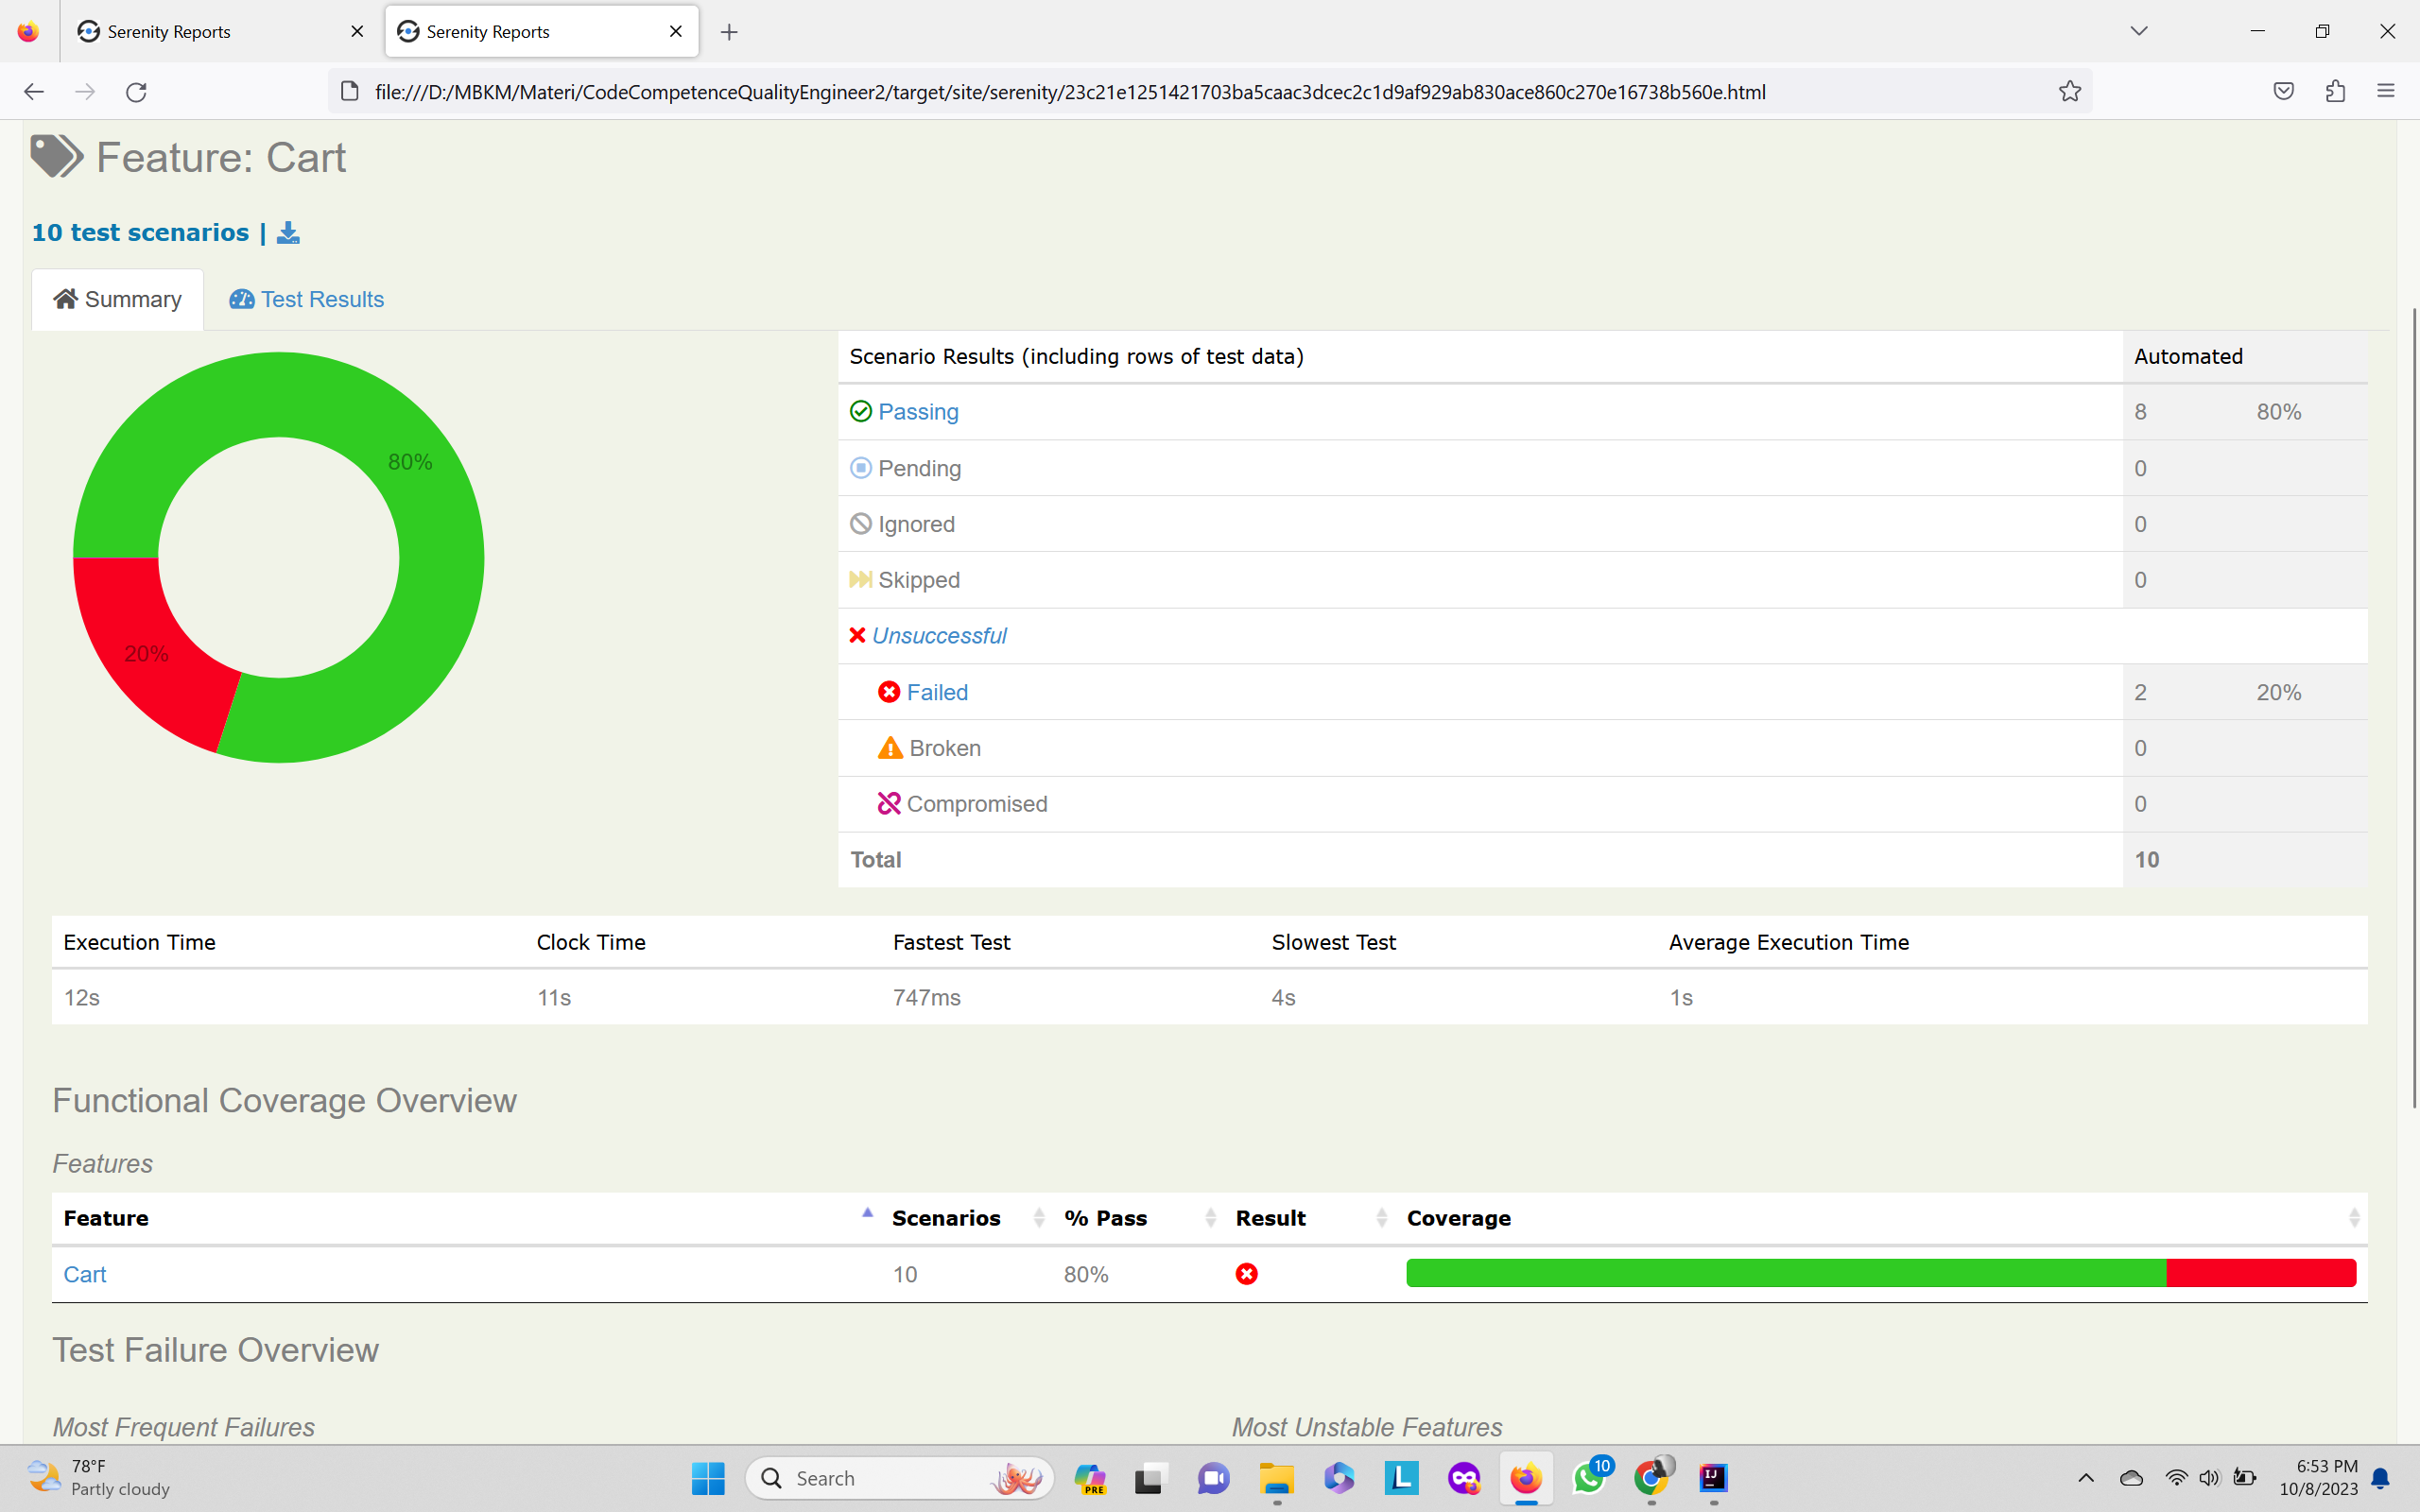 Serenity Reports
Serenity Reports
file:///D:/MBKM/Materi/CodeCompetenceQualityEngineer2/target/site/serenity/23c21e1251421703ba5caac3dcec2c1d9af929ab830ace860c270e16738b560e.html
Feature: Cart
10 test scenarios |
Summary
Test Results
80%
20%
Scenario Results (including rows of test data) Automated
Passing 8 80%
Pending 0
Ignored 0
Skipped 0
Unsuccessful
Failed 2 20%
Broken 0
Compromised 0
Total 10
Execution Time Clock Time Fastest Test Slowest Test Average Execution Time
12s 11s 747ms 4s 1s
Functional Coverage Overview
Features
Feature Scenarios % Pass Result Coverage
Cart 10 80%
Test Failure Overview
Most Frequent Failures Most Unstable Features
78°F
Partly cloudy
Search
PRE
L
10
IJ
6:53 PM
10/8/2023